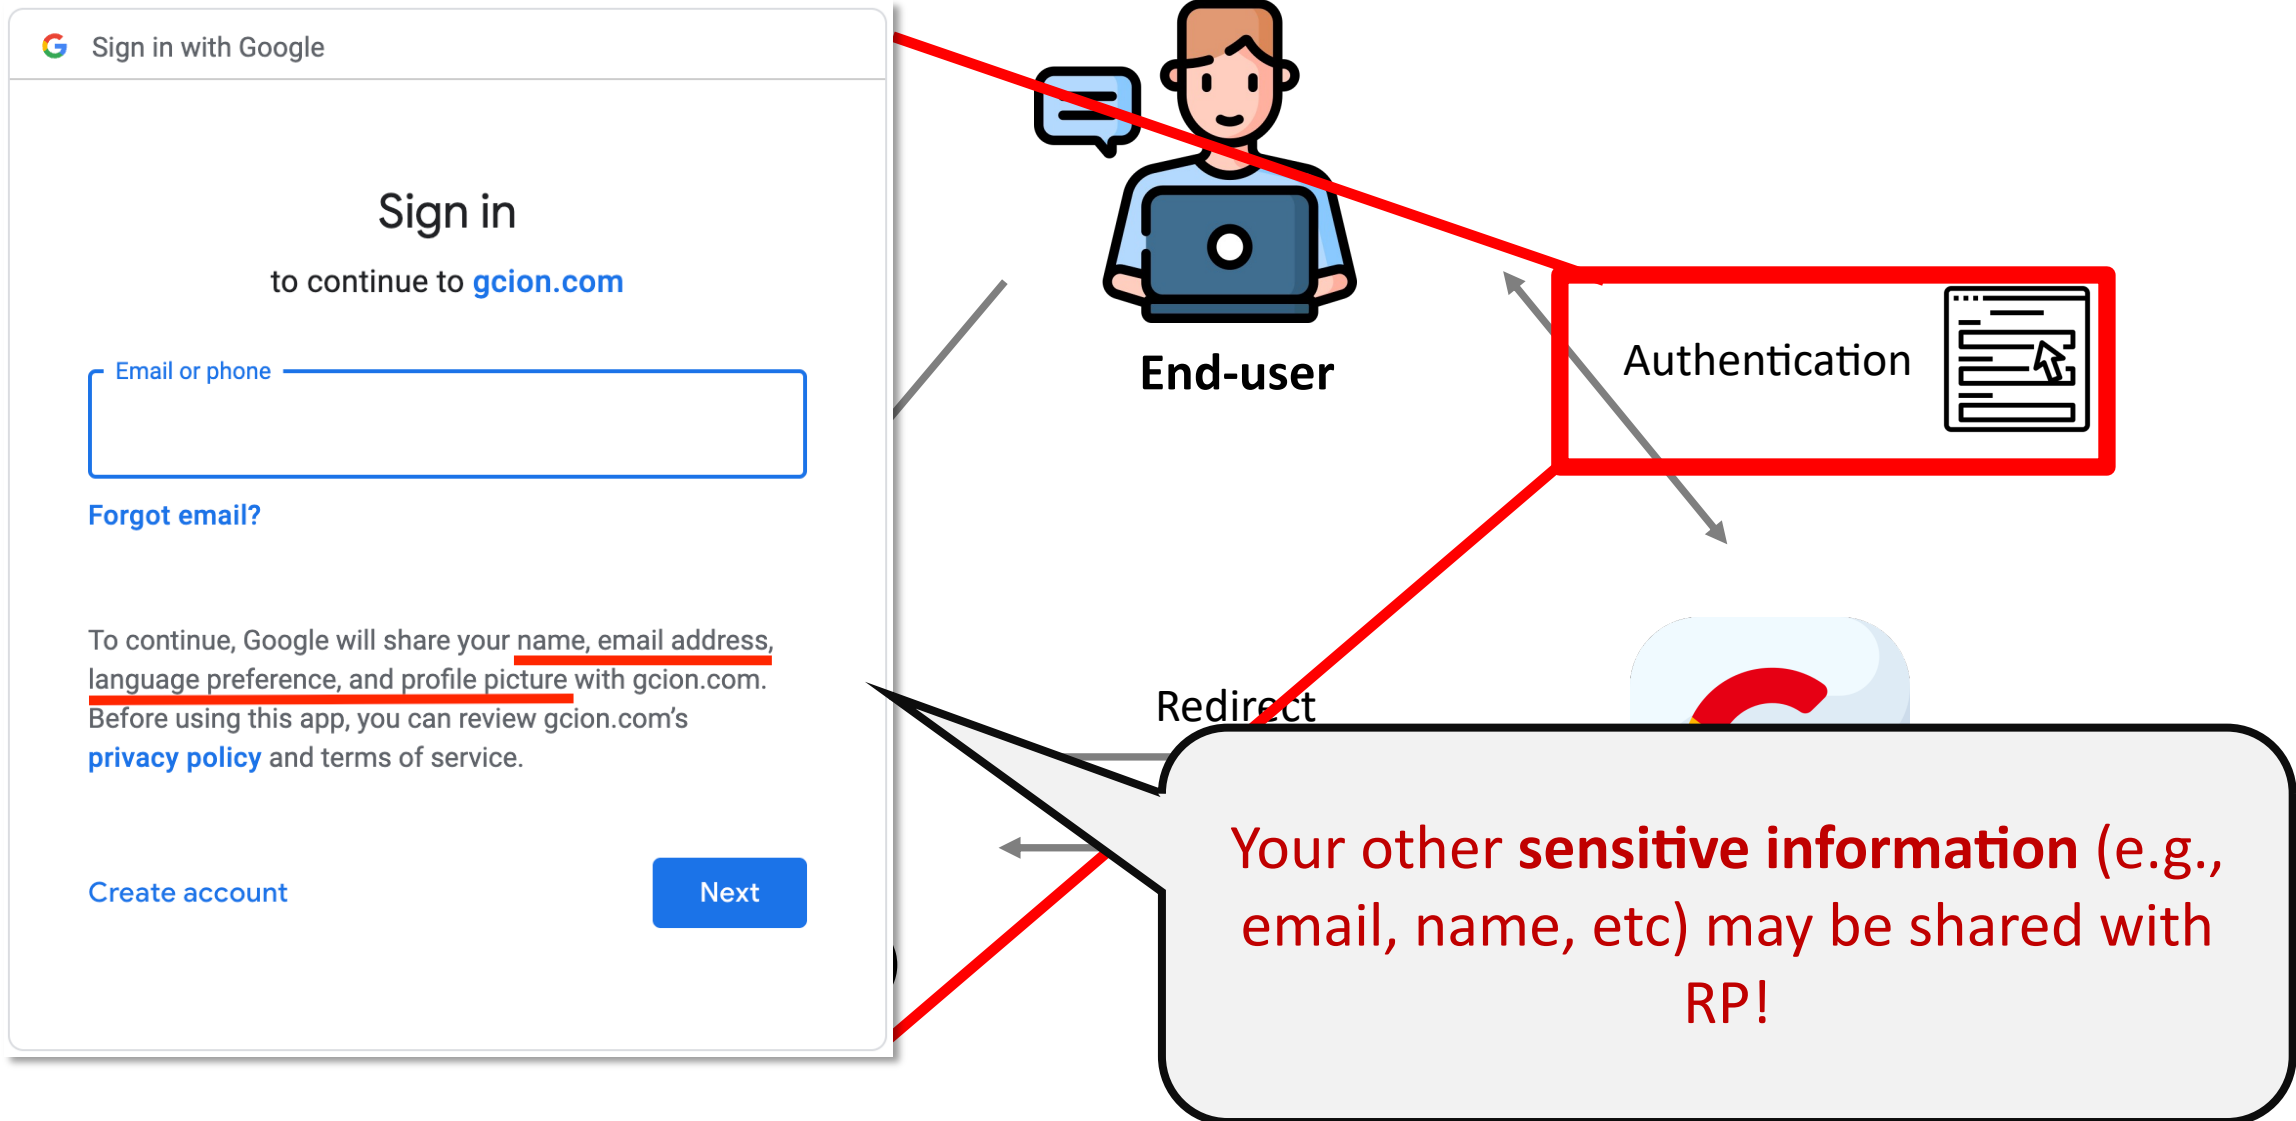 Sign in with Google
Sign in
to continue to gcion.com
Email or phone
Forgot email?
To continue, Google will share your name, email address,
language preference, and profile picture with gcion.com.
Before using this app, you can review gcion.com’s
privacy policy and terms of service.
Create account
Next
End-user
Authentication
Redirect
Your other sensitive information (e.g.,
email, name, etc) may be shared with
RP!